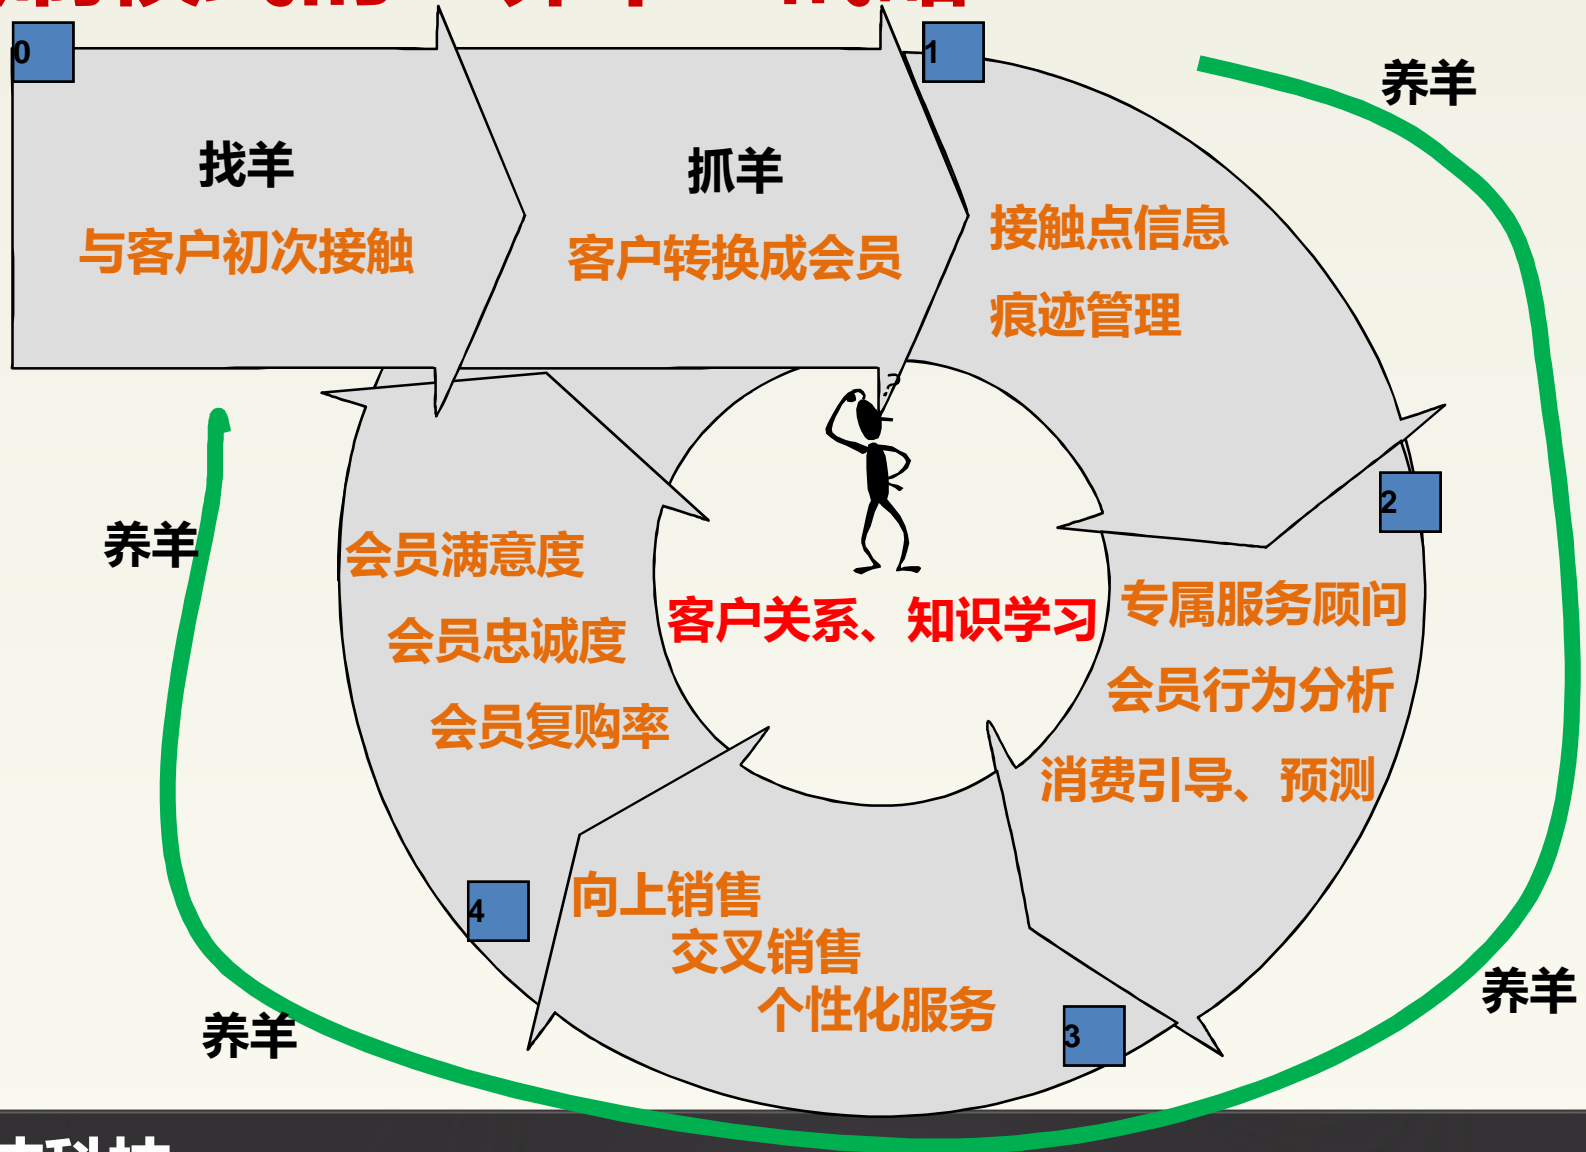 0
找羊
与客户初次接触
抓羊
客户转换成会员
1
接触点信息
痕迹管理
养羊
2
专属服务顾问
会员行为分析
消费引导、预测
养羊
3
向上销售
交叉销售
个性化服务
4
养羊
会员满意度
会员忠诚度
会员复购率
养羊
?
客户关系、知识学习
科技